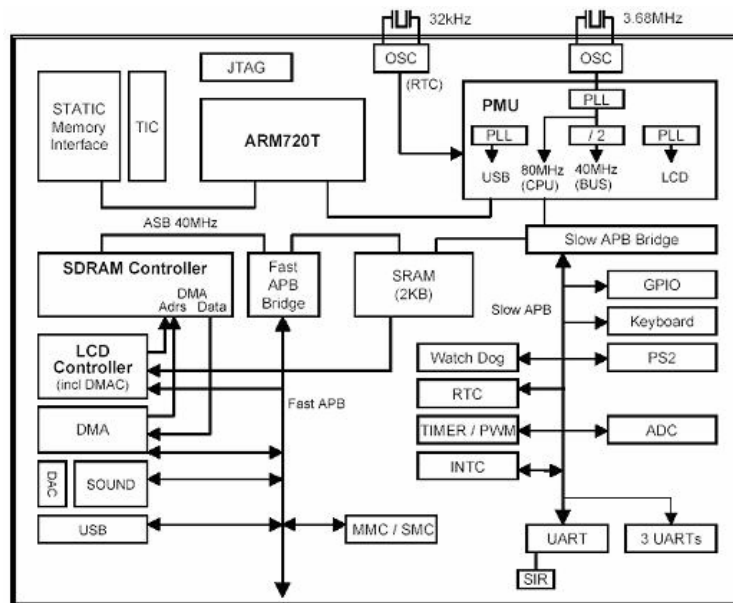 32kHz
3.68MHz
OSC
OSC
(RTC)
JTAG
STATIC
Memory
Interface
TIC
ARM720T
PMU
PLL
PLL
/ 2
PLL
USB
80MHz
(CPU)
40MHz
(BUS)
LCD
ASB 40MHz
SDRAM Controller
DMA
Adrs Data
Fast
APB
Bridge
SRAM
(2KB)
Slow APB Bridge
Slow APB
GPIO
Keyboard
LCD
Controller
(incl DMAC)
Watch Dog
PS2
RTC
Fast APB
DMA
TIMER / PWM
ADC
INTC
DAC
SOUND
USB
MMC / SMC
UART
3 UARTs
SIR